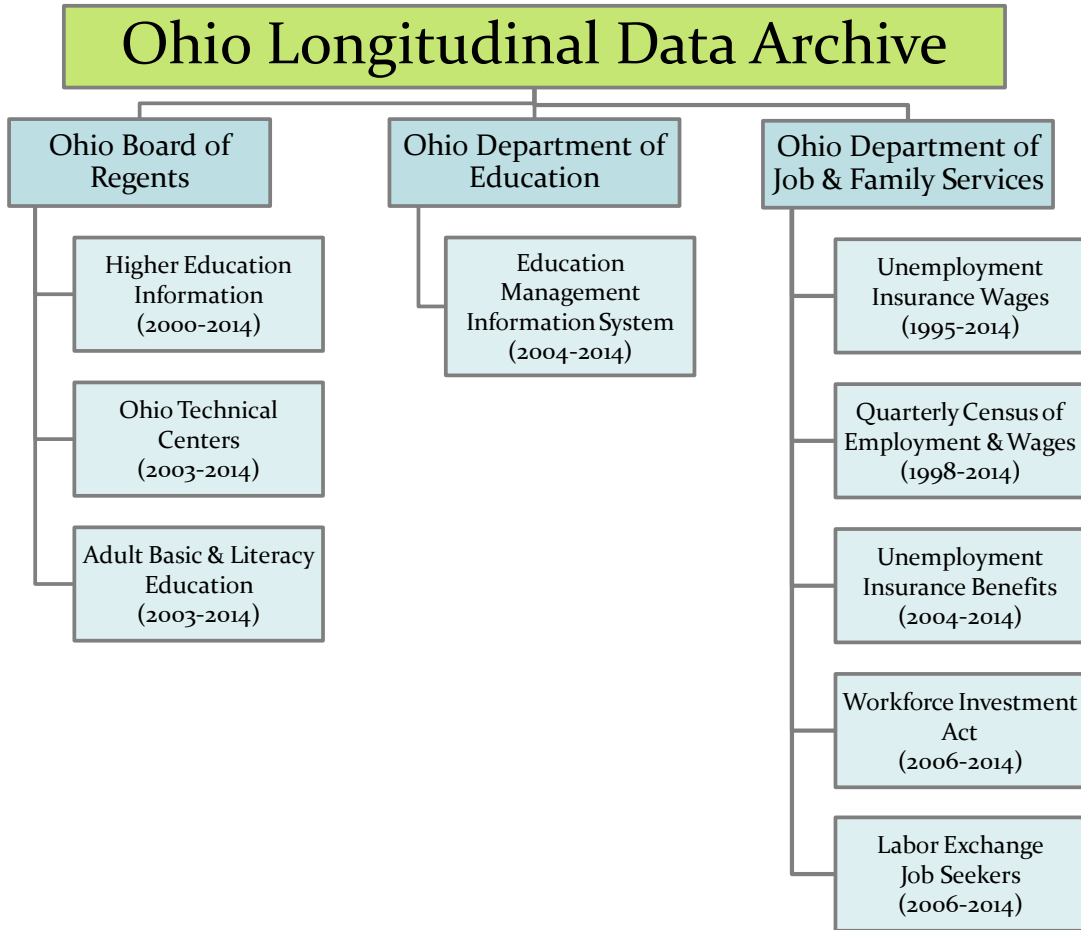 Ohio Longitudinal Data Archive
Ohio Board of
Regents
Higher Education
Information
(2000-2014)
Ohio Technical
Centers
(2003-2014)
Adult Basic & Literacy
Education
(2003-2014)
Ohio Department of
Education
Education
Management
Information System
(2004-2014)
Ohio Department of
Job & Family Services
Unemployment
Insurance Wages
(1995-2014)
Quarterly Census of
Employment & Wages
(1998-2014)
Unemployment
Insurance Benefits
(2004-2014)
Workforce Investment
Act
(2006-2014)
Labor Exchange
Job Seekers
(2006-2014)